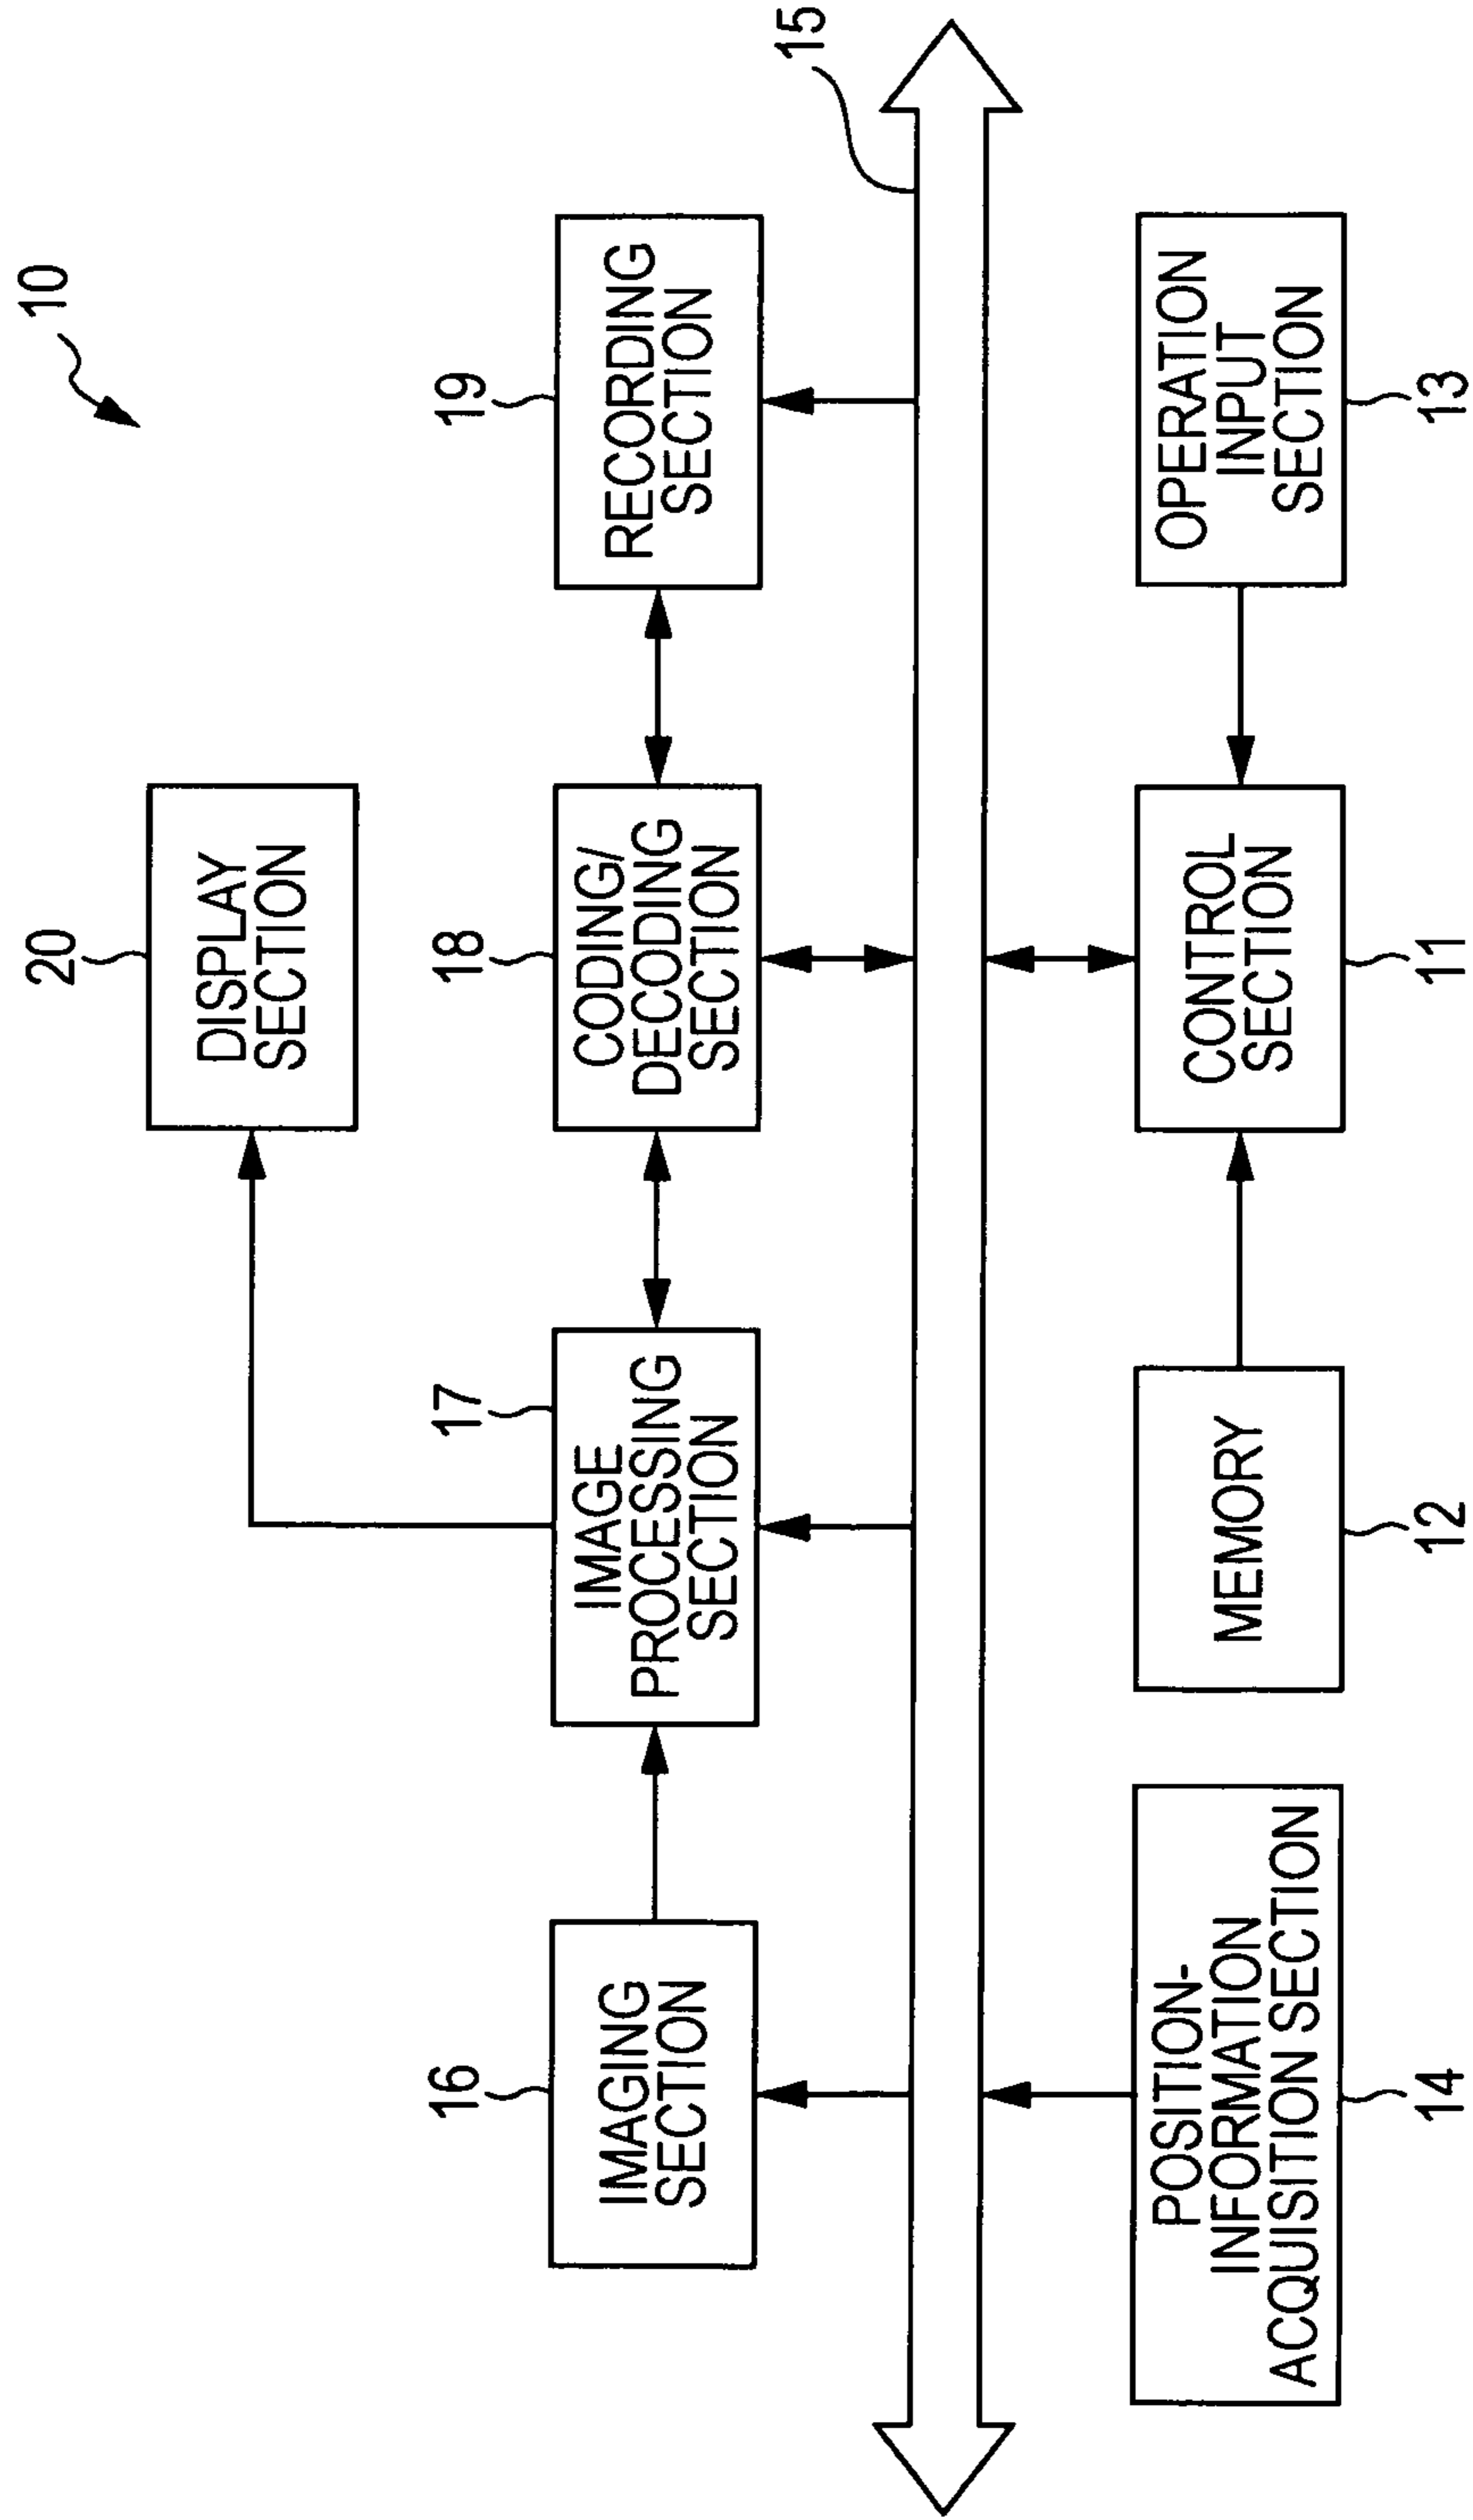 10
20
DISPLAY
SECTION
16
IMAGING
SECTION
17
IMAGE
PROCESSING
SECTION
18
CODING/
DECODING
SECTION
19
RECORDING
SECTION
15
POSITION-
INFORMATION
ACQUISITION SECTION
14
MEMORY
12
CONTROL
SECTION
11
OPERATION
INPUT
SECTION
13